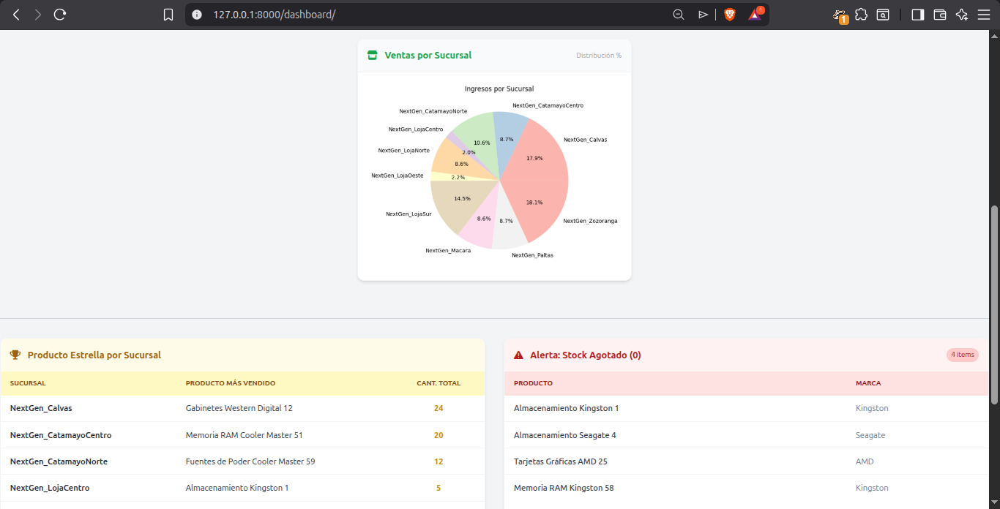 127.0.0.1:8000/dashboard/
1
1
Ventas por Sucursal
Distribución %
Ingresos por Sucursal
NextGen_CatamayoCentro
NextGen_CatamayoNorte
NextGen_LojaCentro
NextGen_Calvas
NextGen_LojaNorte
NextGen_LojaOeste
NextGen_LojaSur
NextGen_Zozoranga
NextGen_Macara
NextGen_Paltas
8.7%
10.6%
2.0%
17.9%
8.6%
2.2%
14.5%
18.1%
8.6%
8.7%
Producto Estrella por Sucursal
SUCURSAL PRODUCTO MÁS VENDIDO CANT. TOTAL
NextGen_Calvas Gabinetes Western Digital 12 24
NextGen_CatamayoCentro Memoria RAM Cooler Master 51 20
NextGen_CatamayoNorte Fuentes de Poder Cooler Master 59 12
NextGen_LojaCentro Almacenamiento Kingston 1 5
Alerta: Stock Agotado (0) 4 items
PRODUCTO MARCA
Almacenamiento Kingston 1 Kingston
Almacenamiento Seagate 4 Seagate
Tarjetas Gráficas AMD 25 AMD
Memoria RAM Kingston 58 Kingston